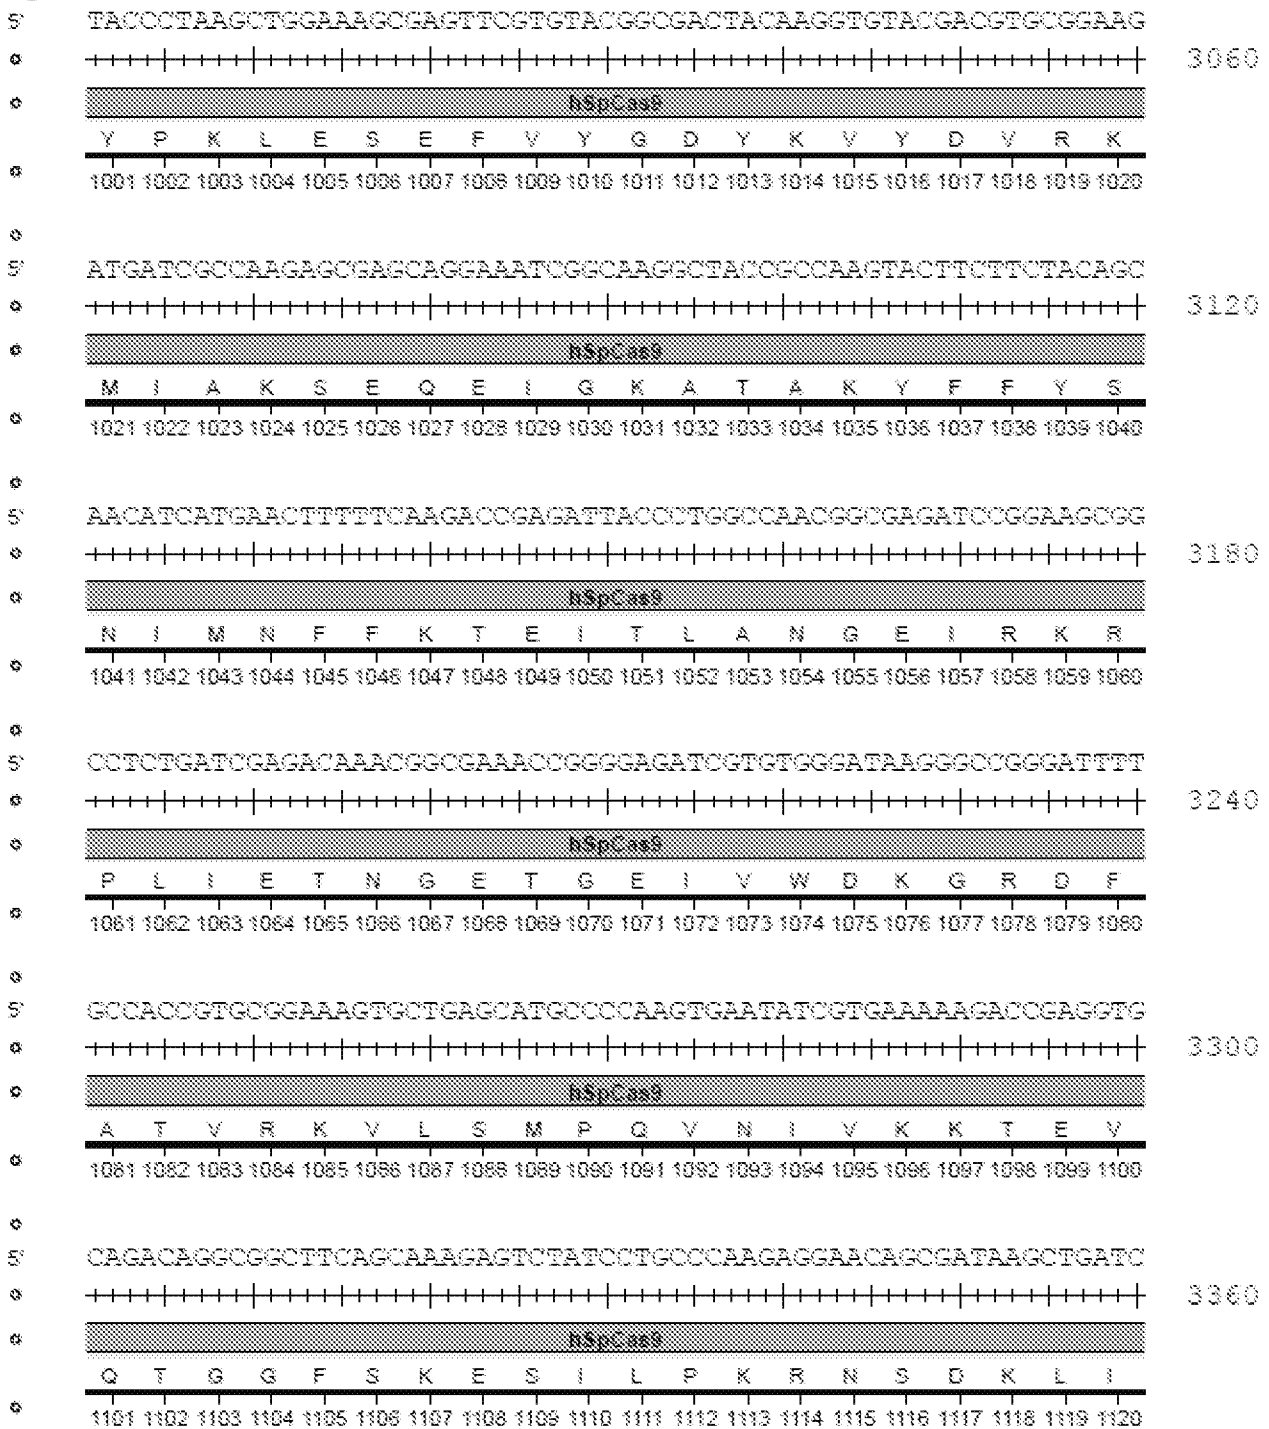 5' TACCCTAAGCTGGAAAGCGAGTTCGTGTACGGCGACTACAAGGTGTACGACGTGCGGAAG
3060
hSpCas9
Y P K L E S E F V Y G D Y K V Y D V R K
1001 1002 1003 1004 1005 1006 1007 1008 1009 1010 1011 1012 1013 1014 1015 1016 1017 1018 1019 1020
5' ATGATCGCCAAGAGCGAGCAGGAAATCGGCAAGGCTACCGCCAAGTACTTCTTCTACAGC
3120
hSpCas9
M I A K S E Q E I G K A T A K Y F F Y S
1021 1022 1023 1024 1025 1026 1027 1028 1029 1030 1031 1032 1033 1034 1035 1036 1037 1038 1039 1040
5' AACATCATGAACTTTTTCAAGACCGAGATTACCCTGGCCAACGGCGAGATCCGGAAGCGG
3180
hSpCas9
N I M N F F K T E I T L A N G E I R K R
1041 1042 1043 1044 1045 1046 1047 1048 1049 1050 1051 1052 1053 1054 1055 1056 1057 1058 1059 1060
5' CCTCTGATCGAGACAAACGGCGAAACCGGGGAGATCGTGTGGGATAAGGGCCGGGATTTT
3240
hSpCas9
P L I E T N G E T G E I V W D K G R D F
1061 1062 1063 1064 1065 1066 1067 1068 1069 1070 1071 1072 1073 1074 1075 1076 1077 1078 1079 1080
5' GCCACCGTGCGGAAAGTGCTGAGCATGCCCCAAGTGAATATCGTGAAAAAGACCGAGGTG
3300
hSpCas9
A T V R K V L S M P Q V N I V K K T E V
1081 1082 1083 1084 1085 1086 1087 1088 1089 1090 1091 1092 1093 1094 1095 1096 1097 1098 1099 1100
5' CAGACAGGCGGCTTCAGCAAAGAGTCTATCCTGCCCAAGAGGAACAGCGATAAGCTGATC
3360
hSpCas9
Q T G G F S K E S I L P K R N S D K L I
1101 1102 1103 1104 1105 1106 1107 1108 1109 1110 1111 1112 1113 1114 1115 1116 1117 1118 1119 1120